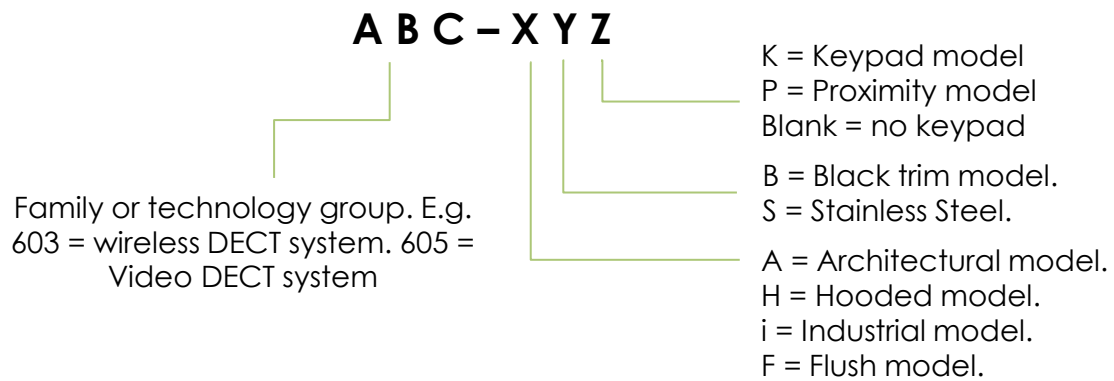 A B C – X Y Z
K = Keypad model
P = Proximity model
Blank = no keypad
B = Black trim model.
S = Stainless Steel.
Family or technology group. E.g.
603 = wireless DECT system. 605 =
Video DECT system
A = Architectural model.
H = Hooded model.
i = Industrial model.
F = Flush model.